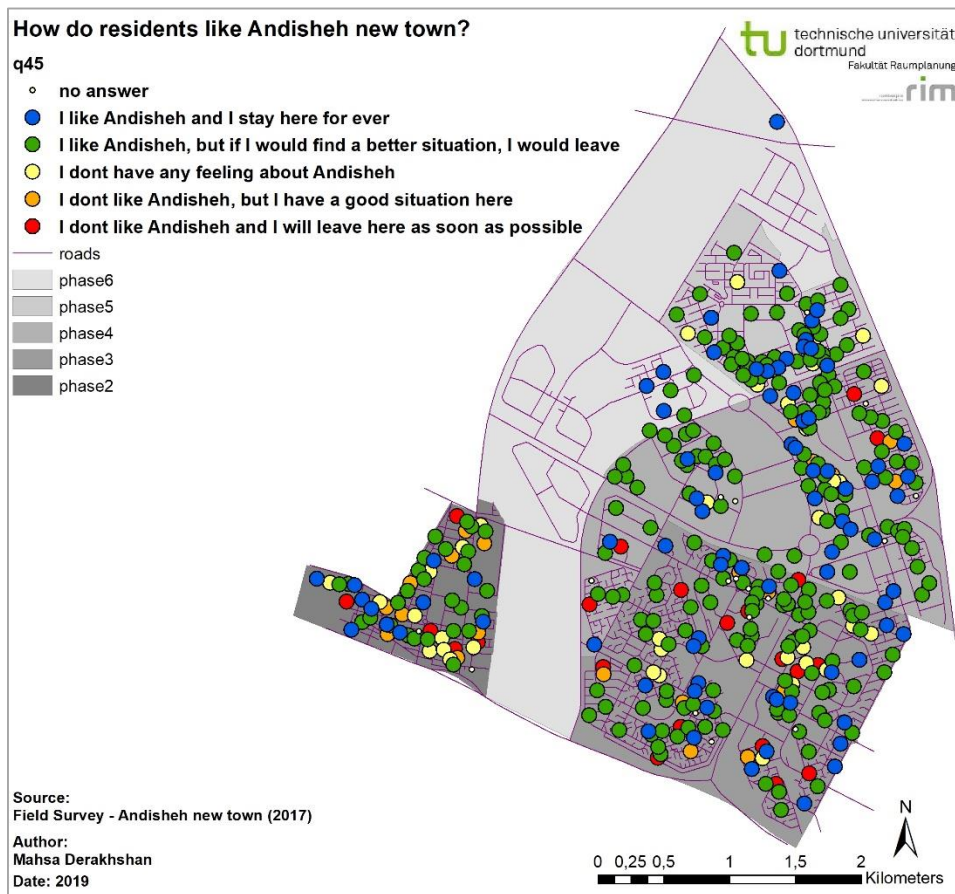 How do residents like Andisheh new town?
q45
no answer
I like Andisheh and I stay here for ever
I like Andisheh, but if I would find a better situation, I would leave
I dont have any feeling about Andisheh
I dont like Andisheh, but I have a good situation here
I dont like Andisheh and I will leave here as soon as possible
roads
phase6
phase5
phase4
phase3
phase2
tu technische universität
dortmund
Fakultät Raumplanung
rim
Source:
Field Survey - Andisheh new town (2017)
Author:
Mahsa Derakhshan
Date: 2019
N
0 0,25 0,5 1 1,5 2
Kilometers